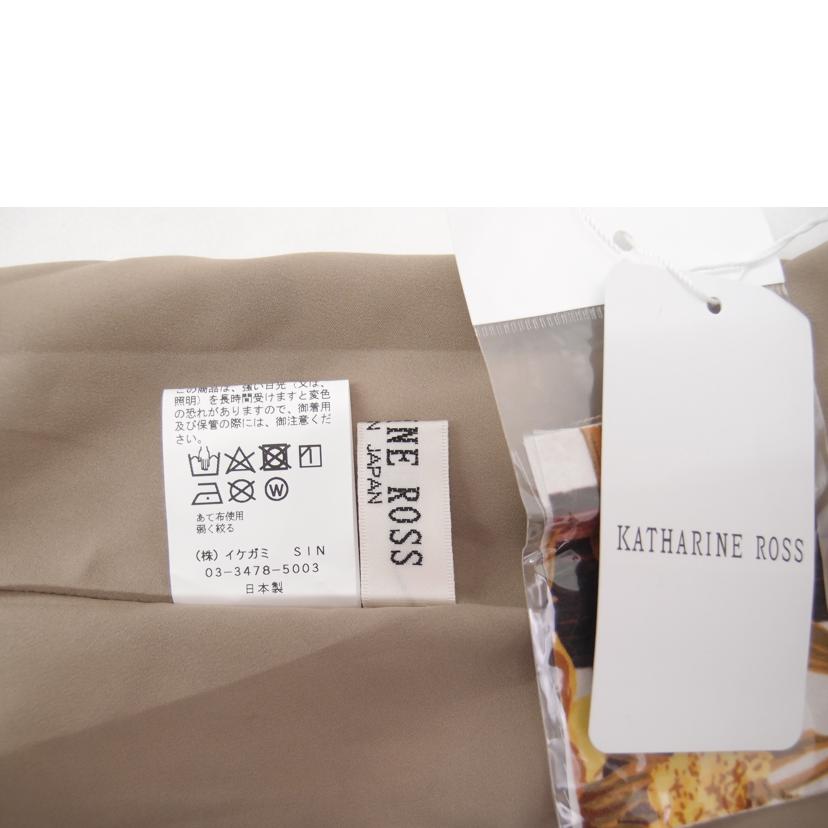 この商品は、強い日光（又は、
照明）を長時間受けますと変色
の恐れがありますので、御着用
及び保管の際には、御注意くだ
さい。
W
あて布使用
弱く絞る
（株）イケガミ SIN
03-3478-5003
日本製
ROSS
JAPAN
KATHARINE ROSS